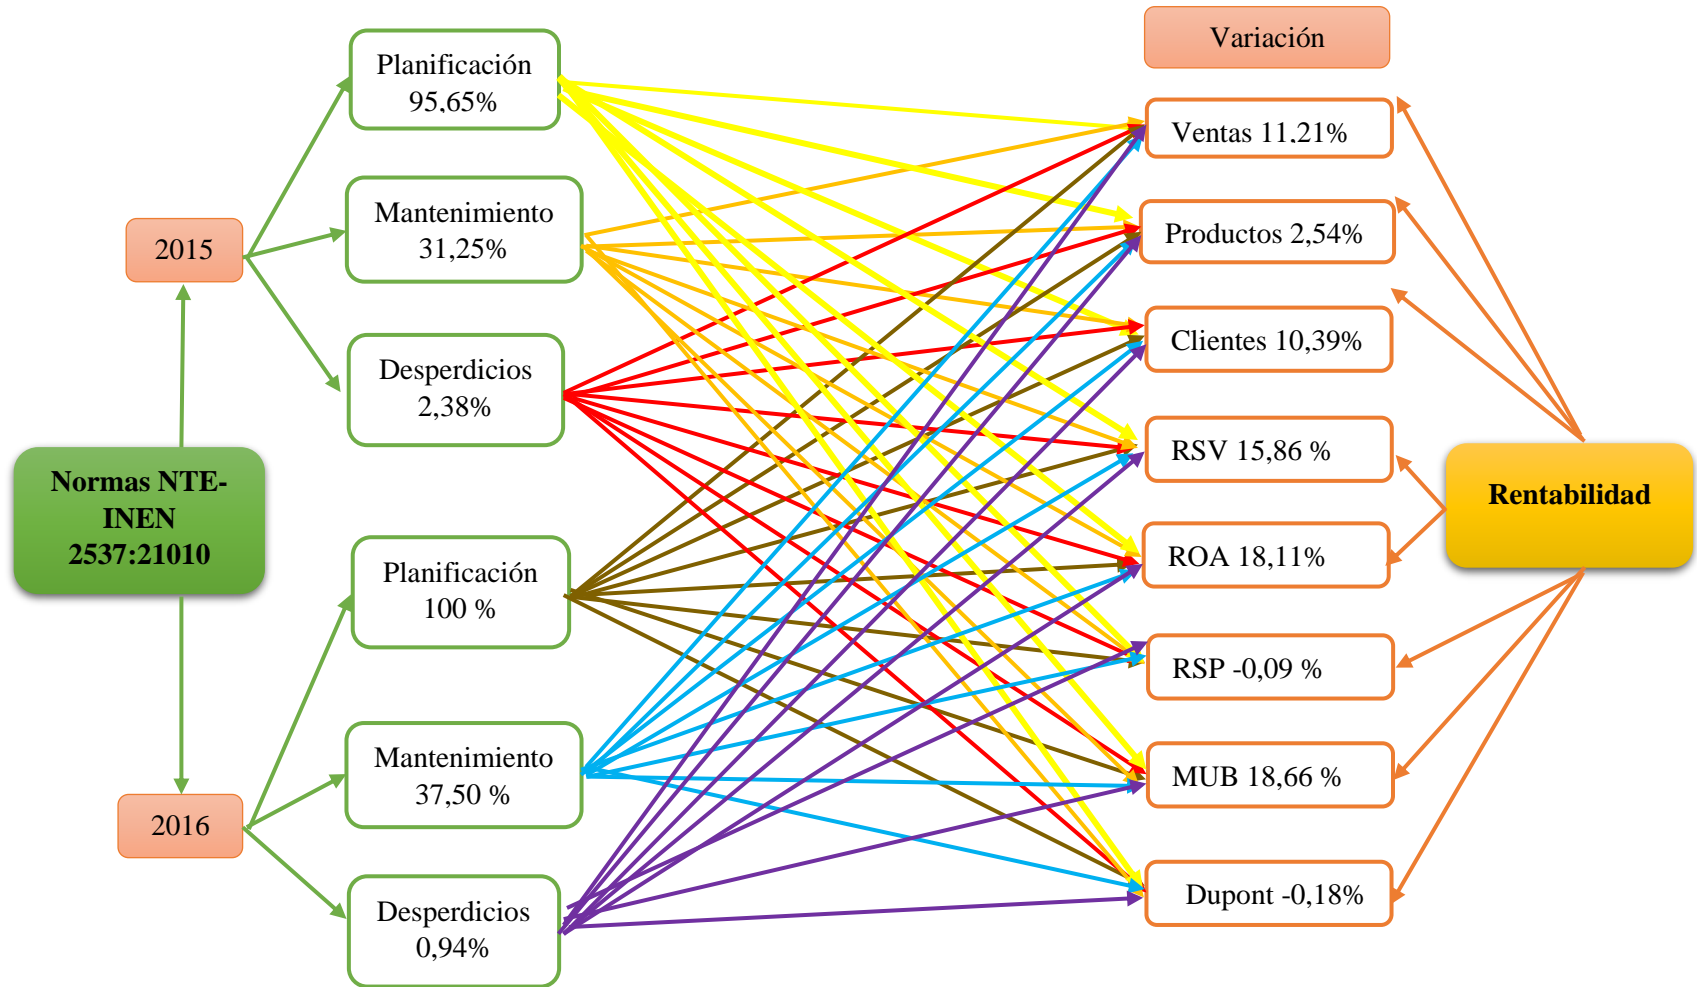 Normas NTE-
INEN
2537:21010
2015
2016
Planificación
95,65%
Mantenimiento
31,25%
Desperdicios
2,38%
Planificación
100 %
Mantenimiento
37,50 %
Desperdicios
0,94%
Variación
Ventas 11,21%
Productos 2,54%
Clientes 10,39%
RSV 15,86 %
ROA 18,11%
RSP -0,09 %
MUB 18,66 %
Dupont -0,18%
Rentabilidad